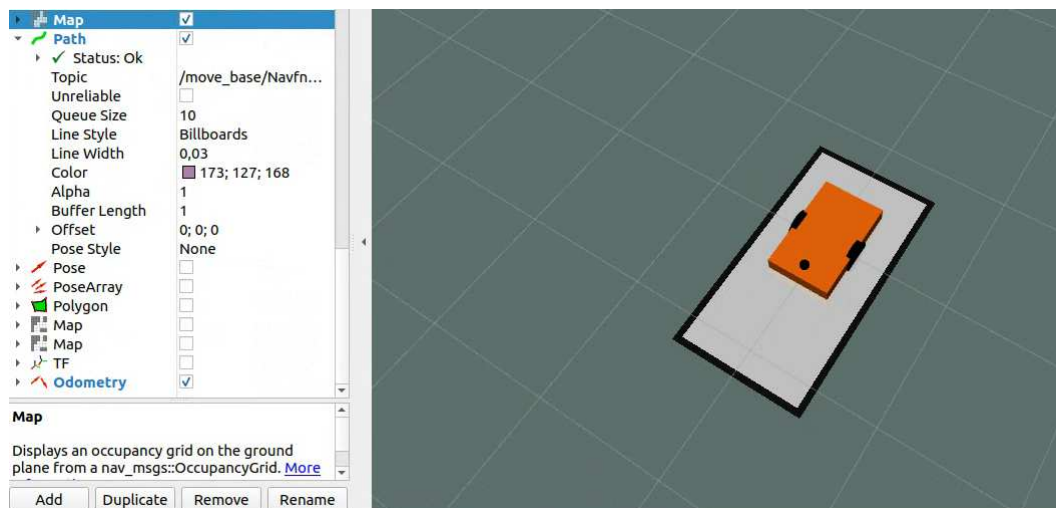 Map
Path
Status: Ok
Topic /move_base/Navfn...
Unreliable
Queue Size 10
Line Style Billboards
Line Width 0,03
Color 173; 127; 168
Alpha 1
Buffer Length 1
Offset 0; 0; 0
Pose Style None
Pose
PoseArray
Polygon
Map
Map
TF
Odometry
Map
Displays an occupancy grid on the ground
plane from a nav_msgs::OccupancyGrid. More
Add Duplicate Remove Rename